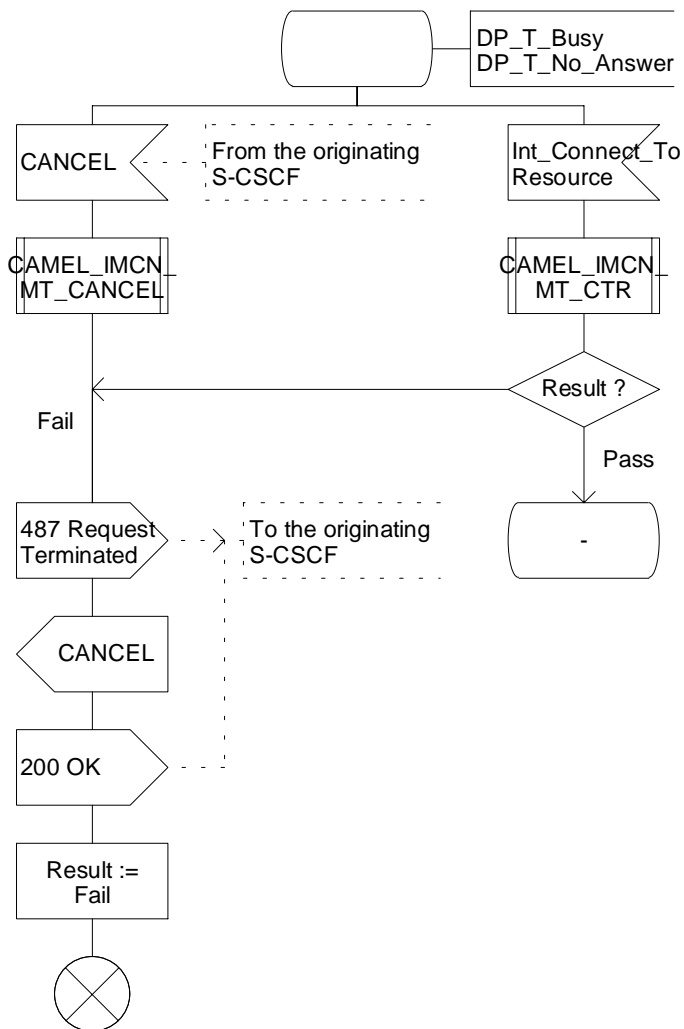 DP_T_Busy
DP_T_No_Answer
CANCEL
From the originating
S-CSCF
Int_Connect_To
Resource
CAMEL_IMCN_
MT_CANCEL
CAMEL_IMCN_
MT_CTR
Result ?
Fail
Pass
487 Request
Terminated
To the originating
S-CSCF
-
CANCEL
200 OK
Result :=
Fail